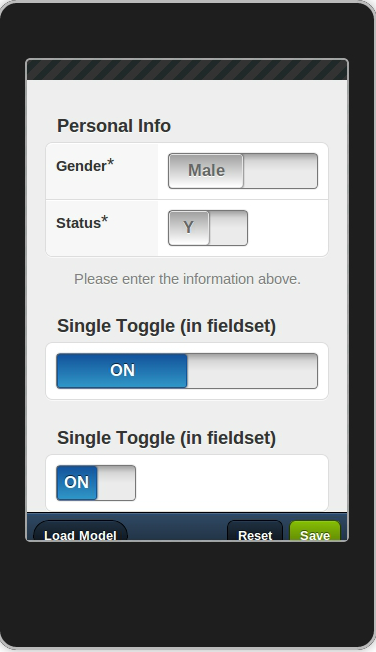 Personal Info
Gender*
Male
Status*
Y
Please enter the information above.
Single Toggle (in fieldset)
ON
Single Toggle (in fieldset)
ON
Load Model
Reset
Save